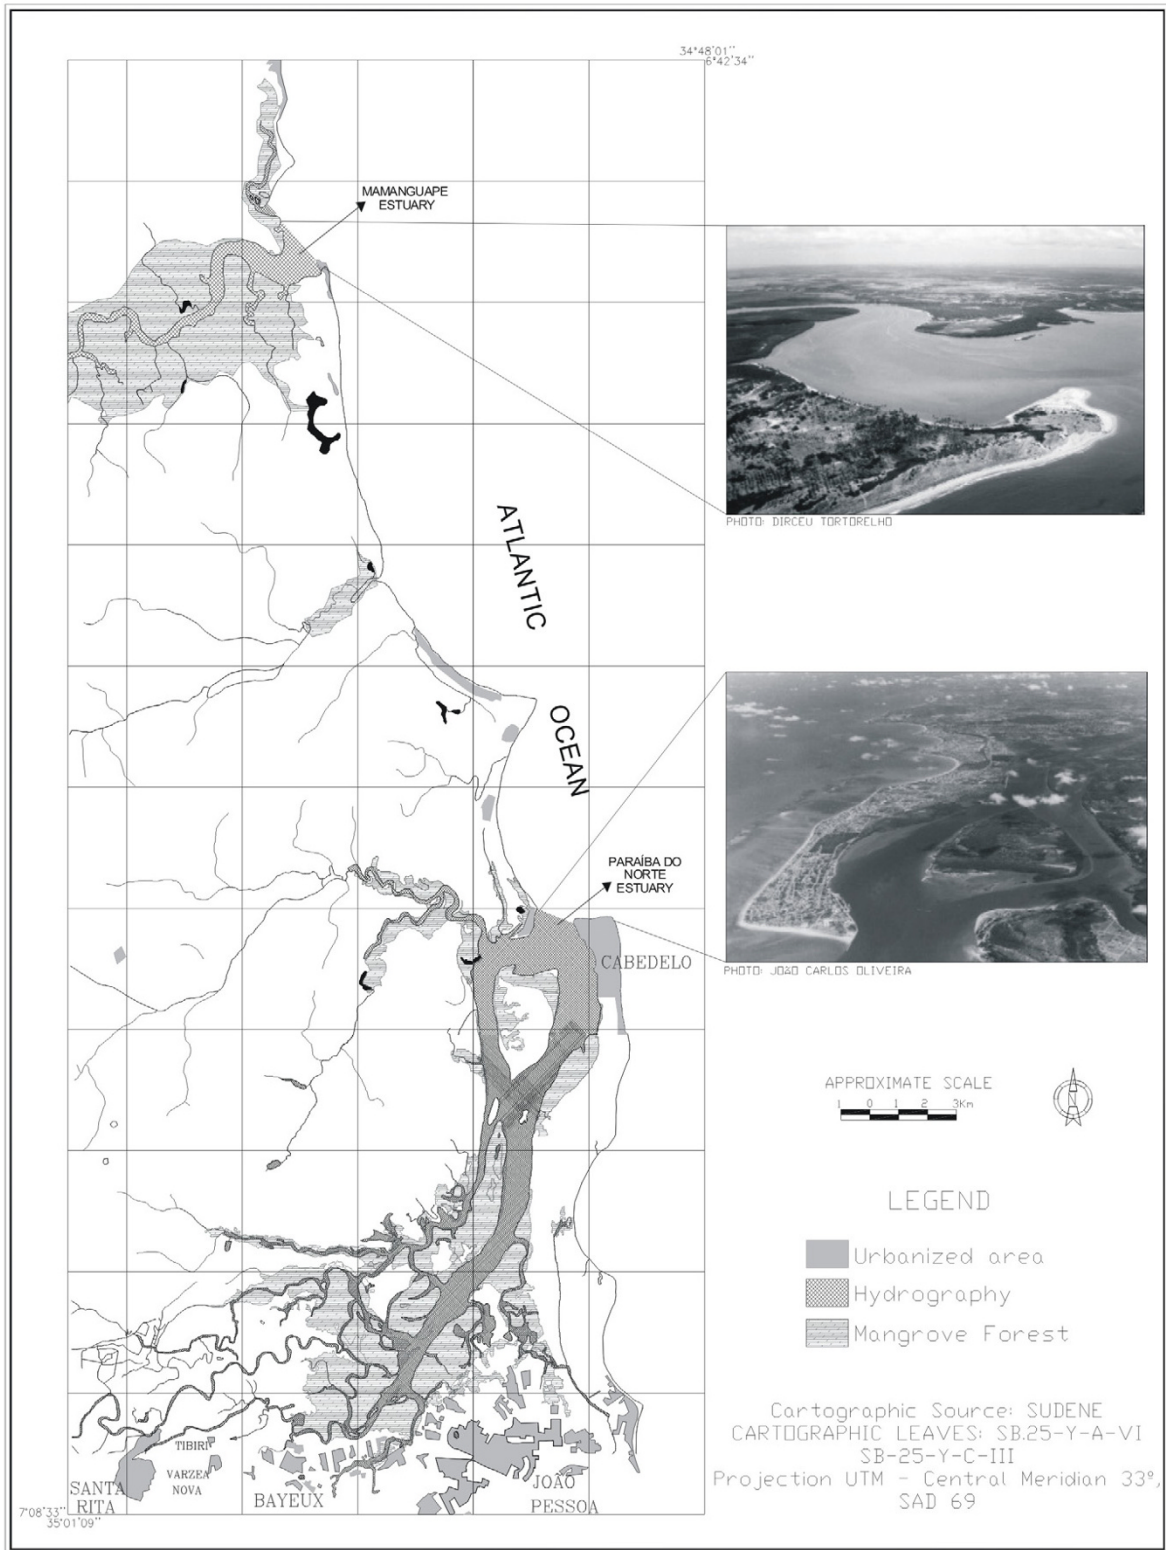 34°48'01''
6°42'34''
MAMANGUAPE
ESTUARY
PHOTO: DIRCEU TORTORELHO
ATLANTIC
OCEAN
PARAÍBA DO
NORTE
ESTUARY
CABEDELO
PHOTO: JOÃO CARLOS OLIVEIRA
APPROXIMATE SCALE
1 0 1 2 3Km
N
LEGEND
Urbanized area
Hydrography
Mangrove Forest
Cartographic Source: SUDENE
CARTOGRAPHIC LEAVES: SB.25-Y-A-VI
SB-25-Y-C-III
Projection UTM - Central Meridian 33°,
SAD 69
TIBIRI
VARZEA
NOVA
SANTA
RITA
BAYEUX
JOÃO
PESSOA
7°08'33''
35°01'09''